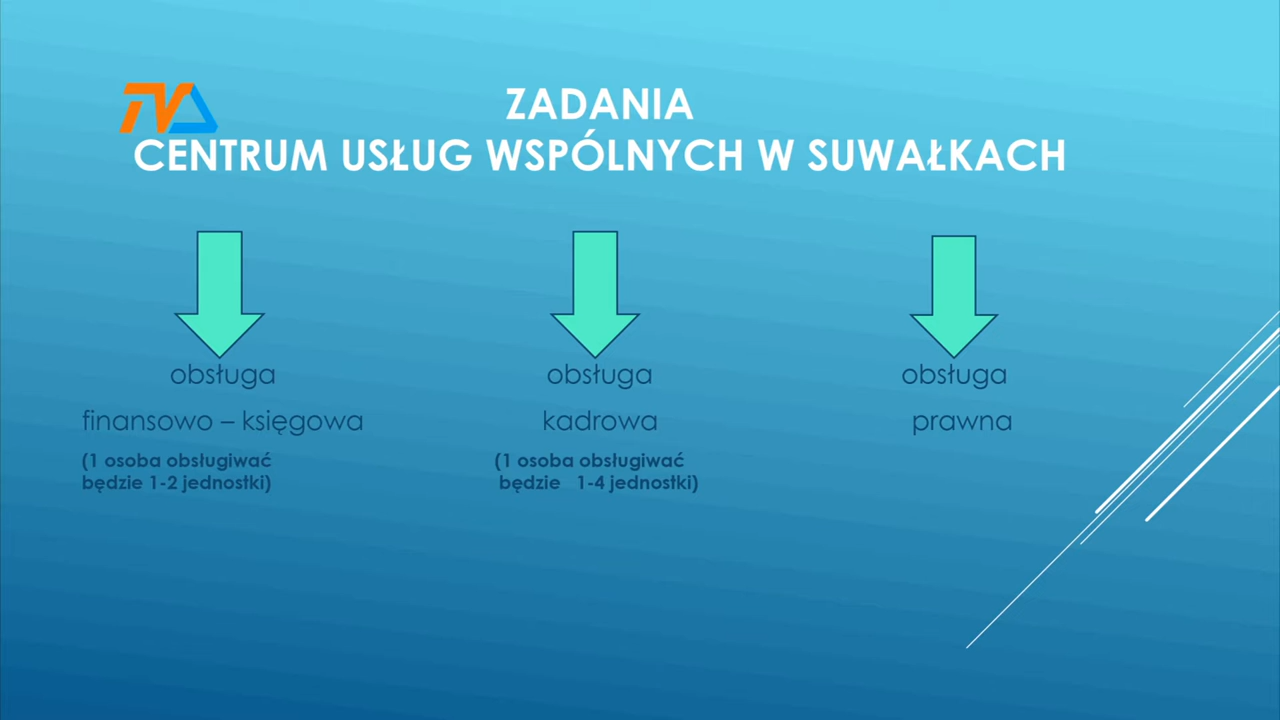 TVS
ZADANIA
CENTRUM USŁUG WSPÓLNYCH W SUWAŁKACH
obsługa
finansowo – księgowa
(1 osoba obsługiwać
będzie 1-2 jednostki)
obsługa
kadrowa
(1 osoba obsługiwać
będzie 1-4 jednostki)
obsługa
prawna